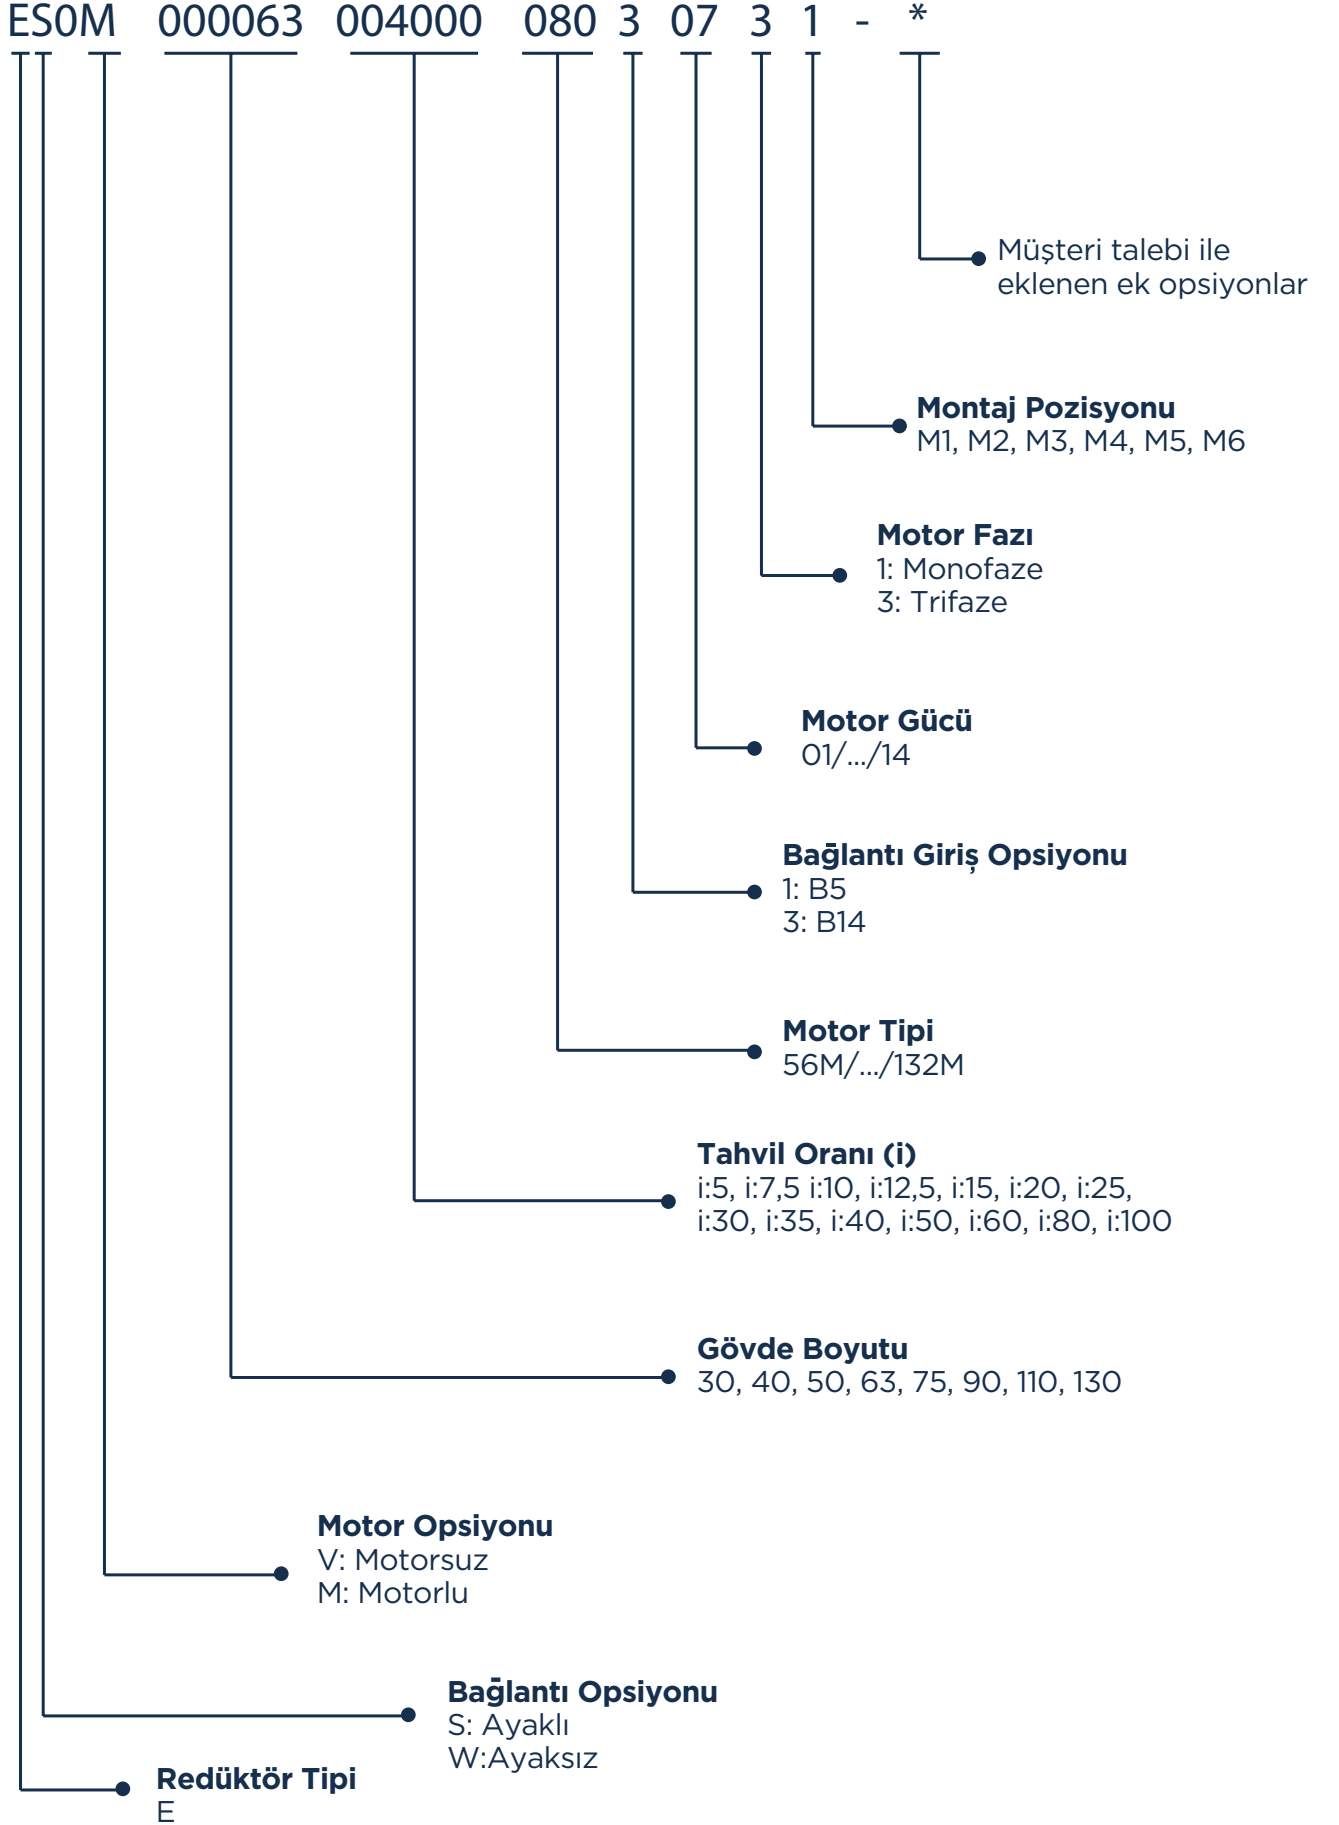 ES0M 000063 004000 080 3 07 3 1 - *
Müşteri talebi ile
eklenen ek opsiyonlar
Montaj Pozisyonu
M1, M2, M3, M4, M5, M6
Motor Fazı
1: Monofaze
3: Trifaze
Motor Gücü
01/.../14
Bağlantı Giriş Opsiyonu
1: B5
3: B14
Motor Tipi
56M/.../132M
Tahvil Oranı (i)
i:5, i:7,5 i:10, i:12,5, i:15, i:20, i:25,
i:30, i:35, i:40, i:50, i:60, i:80, i:100
Gövde Boyutu
30, 40, 50, 63, 75, 90, 110, 130
Motor Opsiyonu
V: Motorsuz
M: Motorlu
Bağlantı Opsiyonu
S: Ayaklı
W:Ayaksız
Redüktör Tipi
E